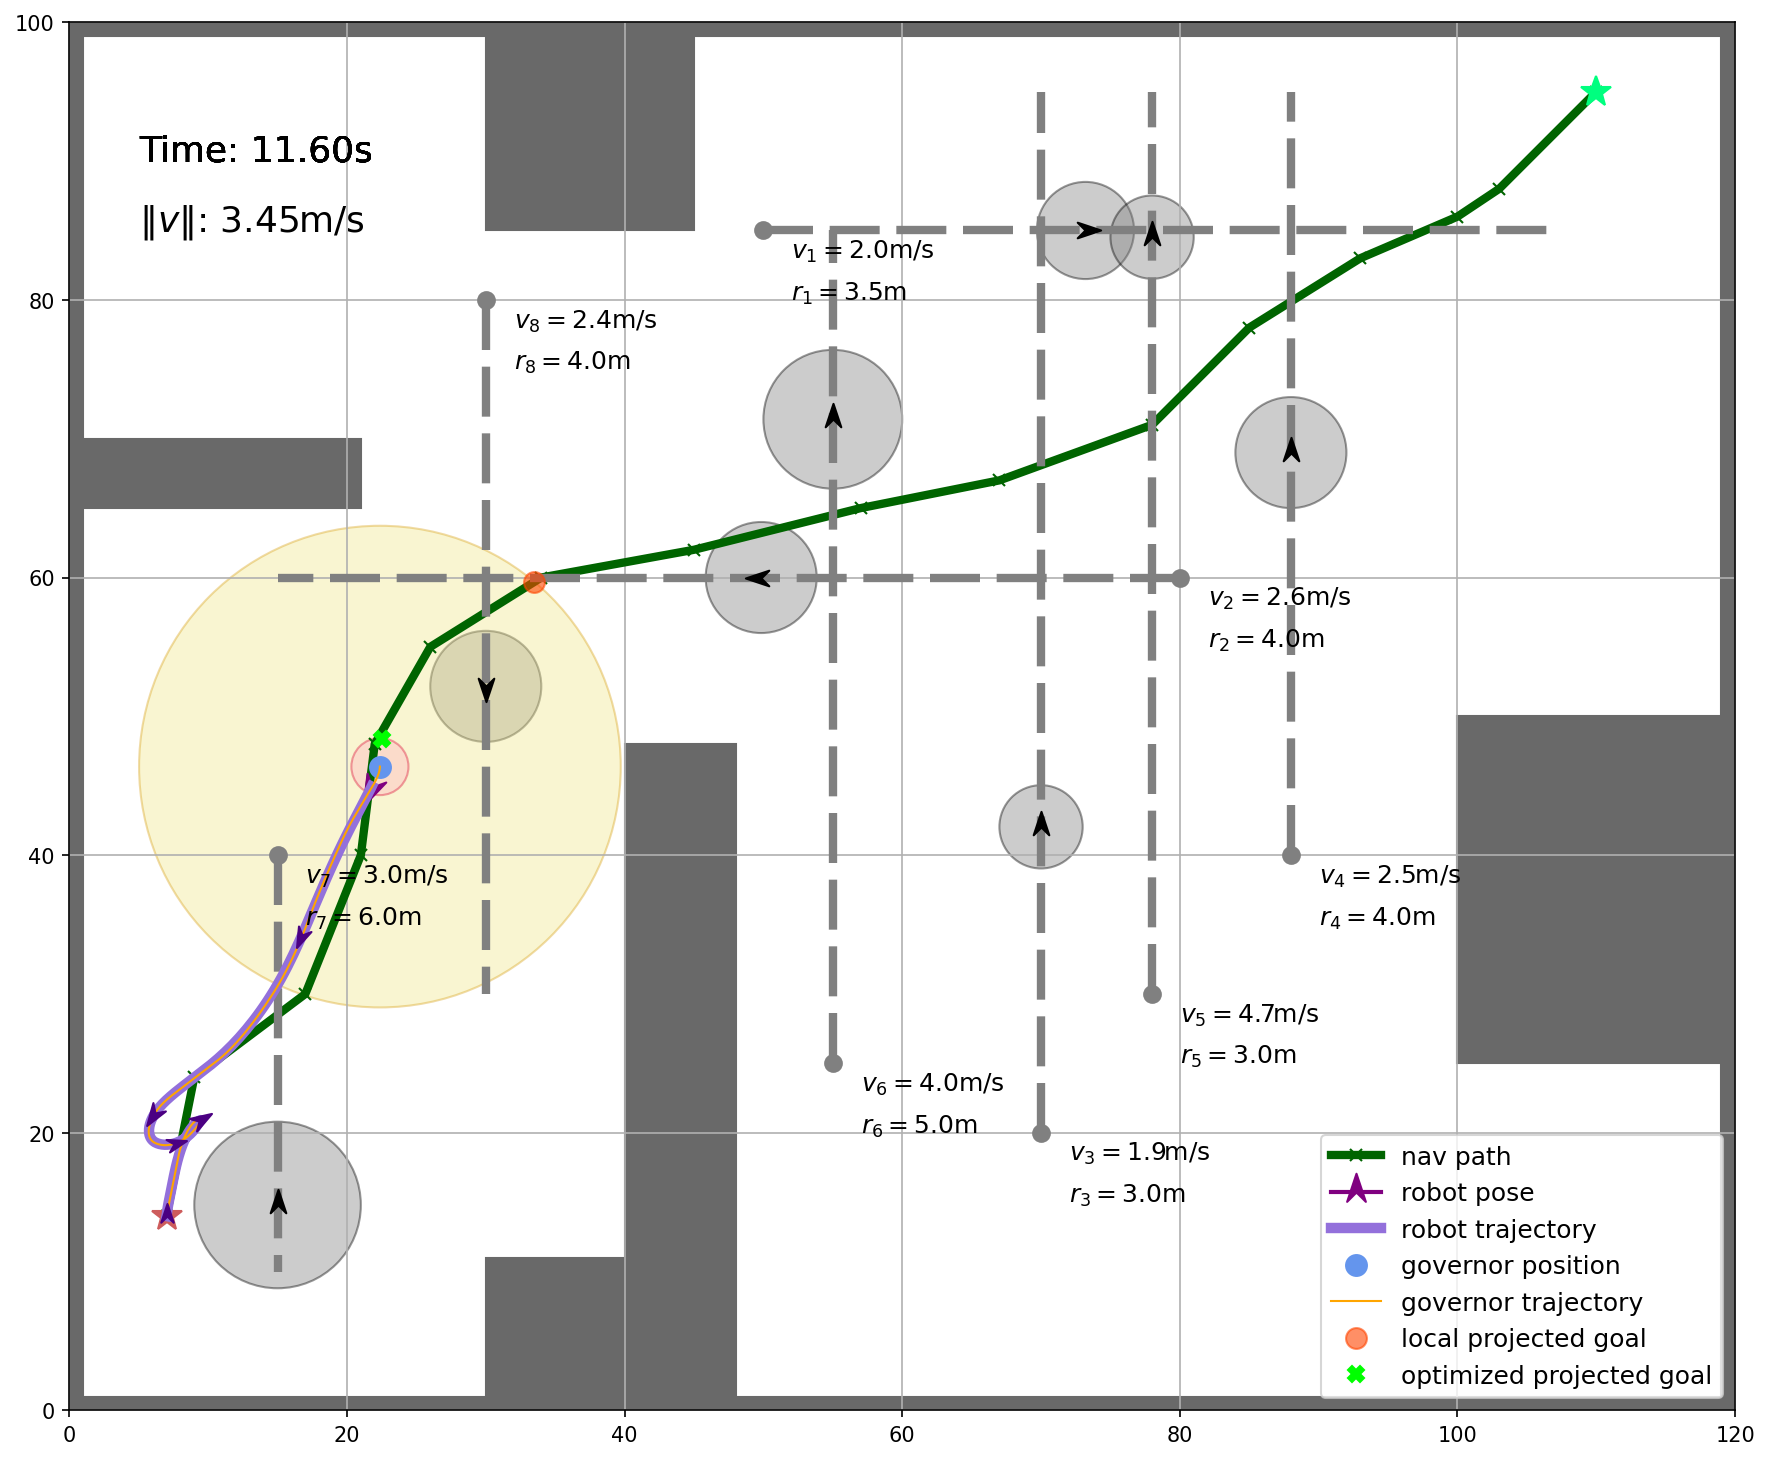 100
80
60
40
20
0
Time: 11.60s
‖v‖: 3.45m/s
v₁ = 2.0m/s
r₁ = 3.5m
v₈ = 2.4m/s
r₈ = 4.0m
v₂ = 2.6m/s
r₂ = 4.0m
v₇ = 3.0m/s
r₇ = 6.0m
v₄ = 2.5m/s
r₄ = 4.0m
v₅ = 4.7m/s
r₅ = 3.0m
v₆ = 4.0m/s
r₆ = 5.0m
v₃ = 1.9m/s
r₃ = 3.0m
nav path
robot pose
robot trajectory
governor position
governor trajectory
local projected goal
optimized projected goal
0 20 40 60 80 100 120